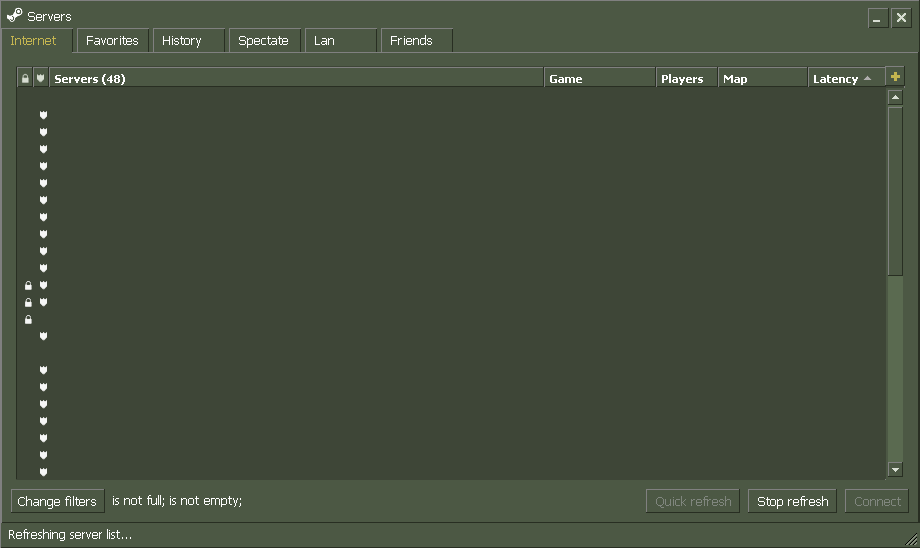 Servers
Internet Favorites History Spectate Lan Friends
Servers (48) Game Players Map Latency
Change filters is not full; is not empty; Quick refresh Stop refresh Connect
Refreshing server list...